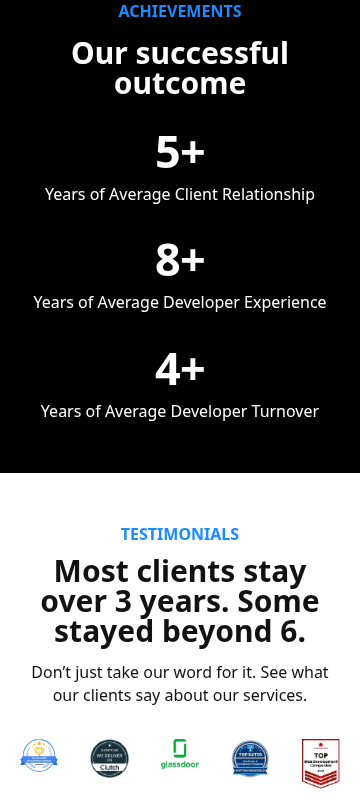 ACHIEVEMENTS
Our successful
outcome
5+
Years of Average Client Relationship
8+
Years of Average Developer Experience
4+
Years of Average Developer Turnover
TESTIMONIALS
Most clients stay
over 3 years. Some
stayed beyond 6.
Don’t just take our word for it. See what
our clients say about our services.
WE DELIVER
Clutch
glassdoor
TOP RATED
TOP
Web Development
Companies